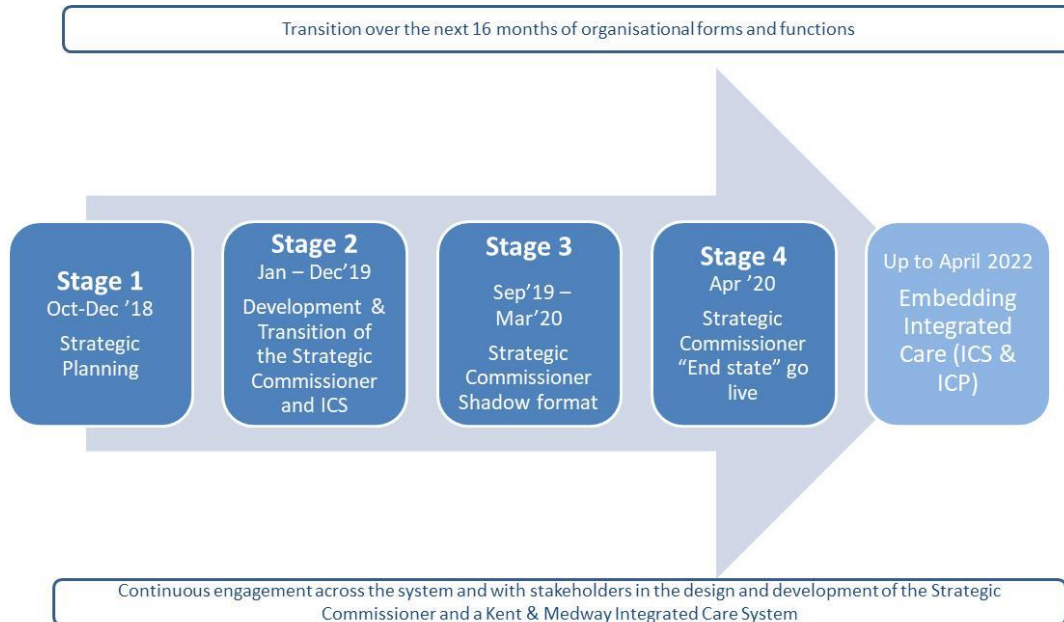 Transition over the next 16 months of organisational forms and functions
Stage 1
Oct-Dec ’18
Strategic
Planning
Stage 2
Jan – Dec’19
Development &
Transition of
the Strategic
Commissioner
and ICS
Stage 3
Sep’19 –
Mar’20
Strategic
Commissioner
Shadow format
Stage 4
Apr ’20
Strategic
Commissioner
“End state” go
live
Up to April 2022
Embedding
Integrated
Care (ICS &
ICP)
Continuous engagement across the system and with stakeholders in the design and development of the Strategic
Commissioner and a Kent & Medway Integrated Care System